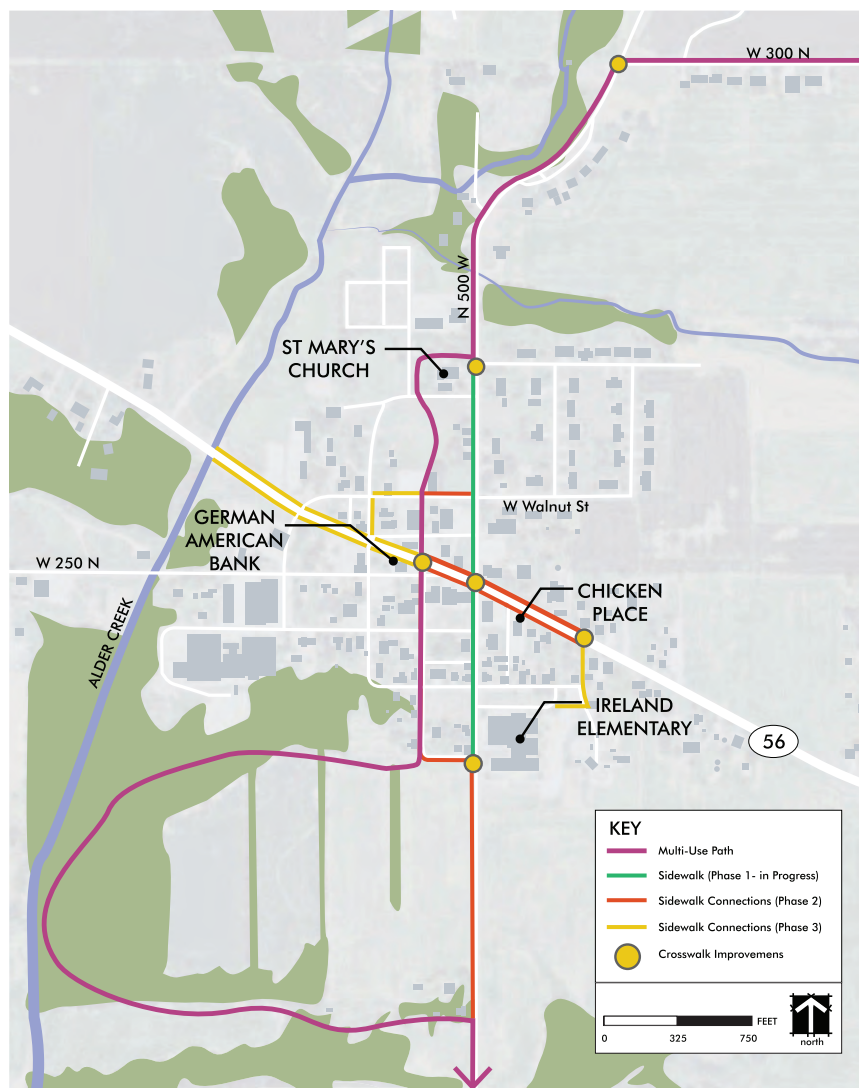 W 300 N
N 500 W
ST MARY'S
CHURCH
W Walnut St
GERMAN
AMERICAN
BANK
W 250 N
CHICKEN
PLACE
ALDER CREEK
IRELAND
ELEMENTARY
56
KEY
Multi-Use Path
Sidewalk (Phase 1- in Progress)
Sidewalk Connections (Phase 2)
Sidewalk Connections (Phase 3)
Crosswalk Improvemens
FEET
0 325 750
north